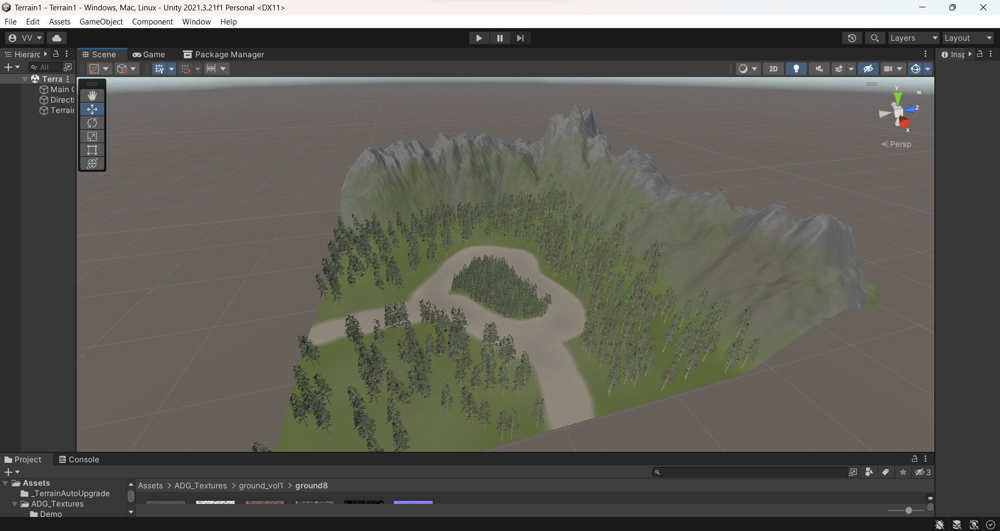 Terrain1 - Terrain1 - Windows, Mac, Linux - Unity 2021.3.21f1 Personal <DX11>
File Edit Assets GameObject Component Window Help
VV Layers Layout
Hierarc Scene Game Package Manager Insp
All 2D
Terra
Main C
Directi
Terrain
y
z
x
Persp
Project Console
3
Assets
Assets > ADG_Textures > ground_vol1 > ground8
_TerrainAutoUpgrade
ADG_Textures
Demo